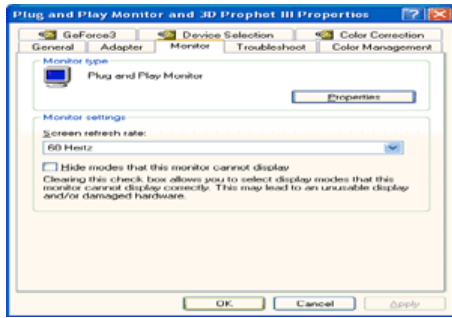 Plug and Play Monitor and 3D Prophet III Properties
GeForce3 Device Selection Color Correction
General Adapter Monitor Troubleshoot Color Management
Monitor type
Plug and Play Monitor
Properties
Monitor settings
Screen refresh rate:
60 Hertz
Hide modes that this monitor cannot display
Clearing this check box allows you to select display modes that this
monitor cannot display correctly. This may lead to an unusable display
and/or damaged hardware.
OK Cancel Apply